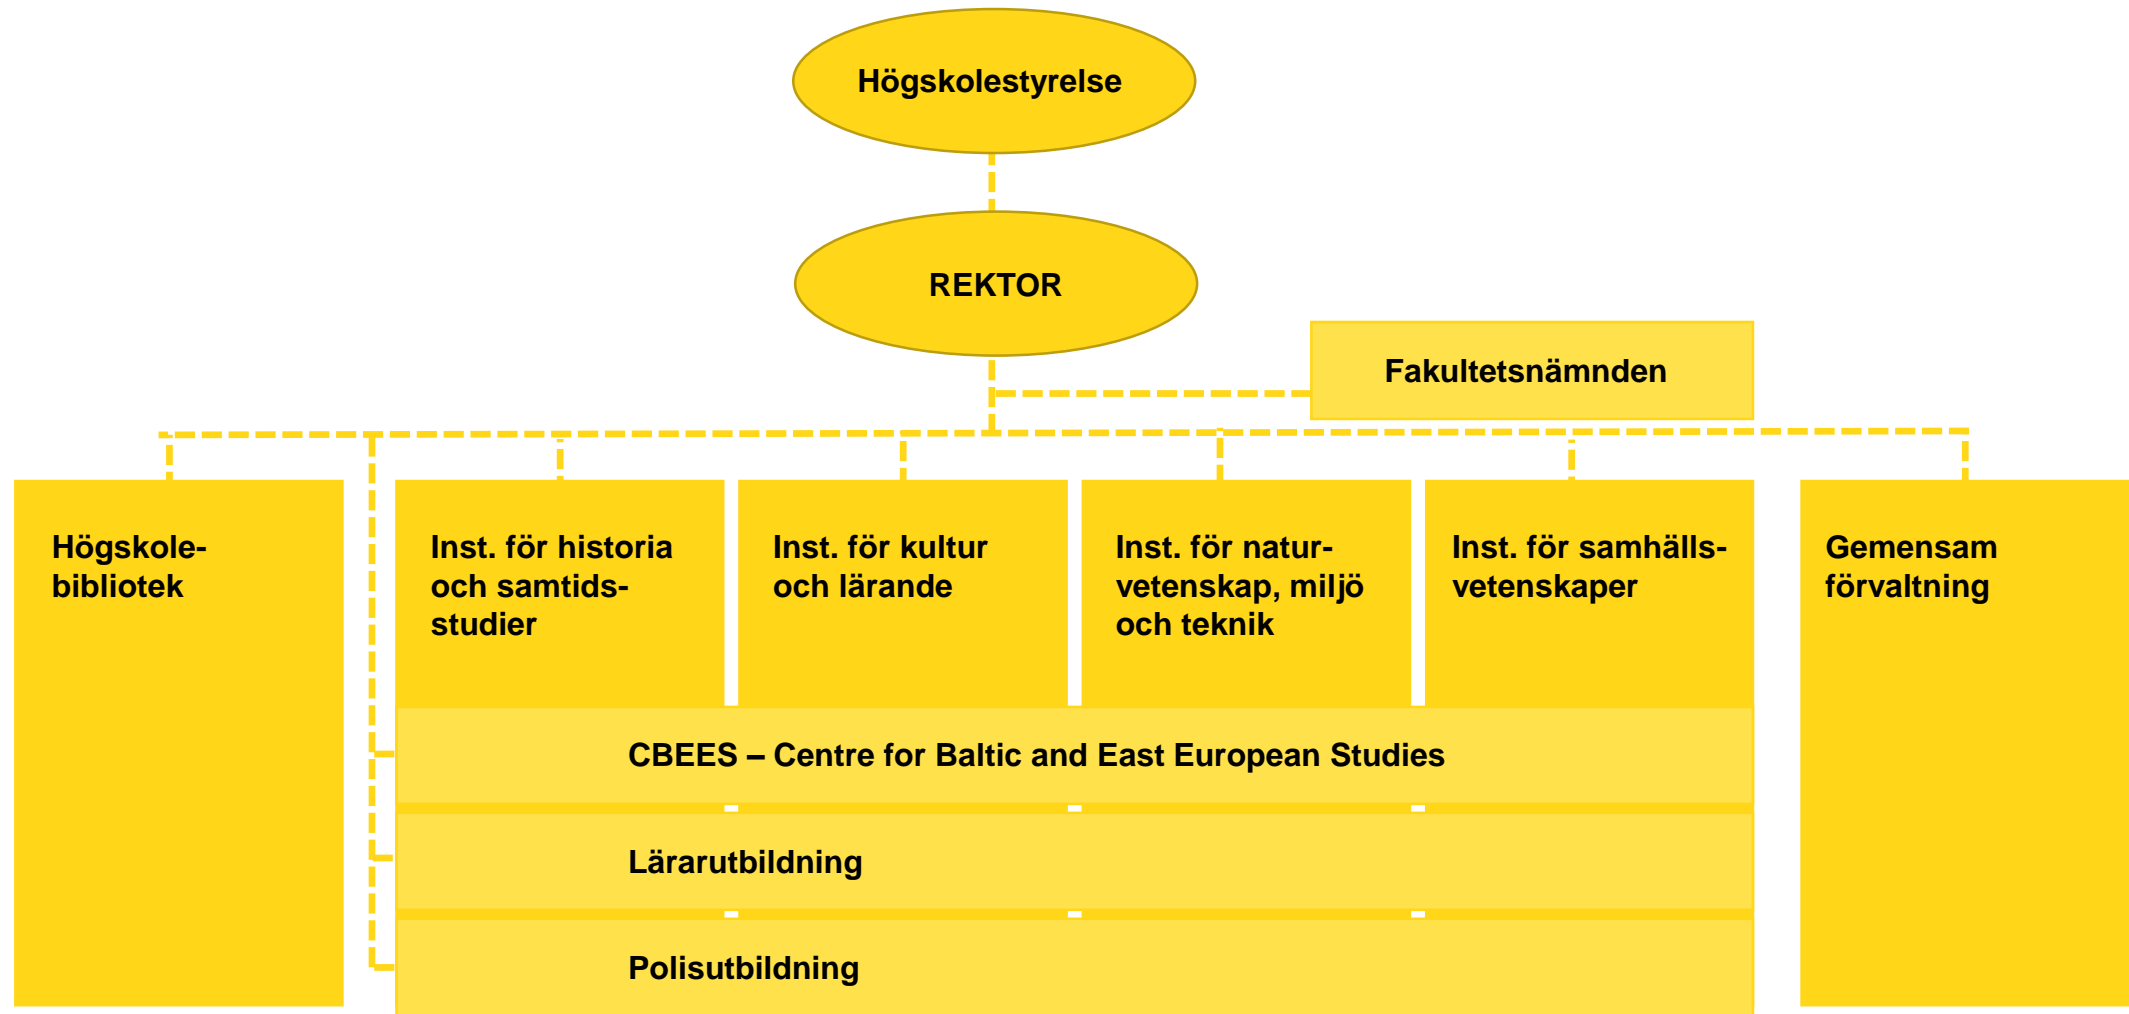 Högskolestyrelse
REKTOR
Fakultetsnämnden
Högskole-
bibliotek
Inst. för historia
och samtids-
studier
Inst. för kultur
och lärande
Inst. för natur-
vetenskap, miljö
och teknik
Inst. för samhälls-
vetenskaper
Gemensam
förvaltning
CBEES – Centre for Baltic and East European Studies
Lärarutbildning
Polisutbildning